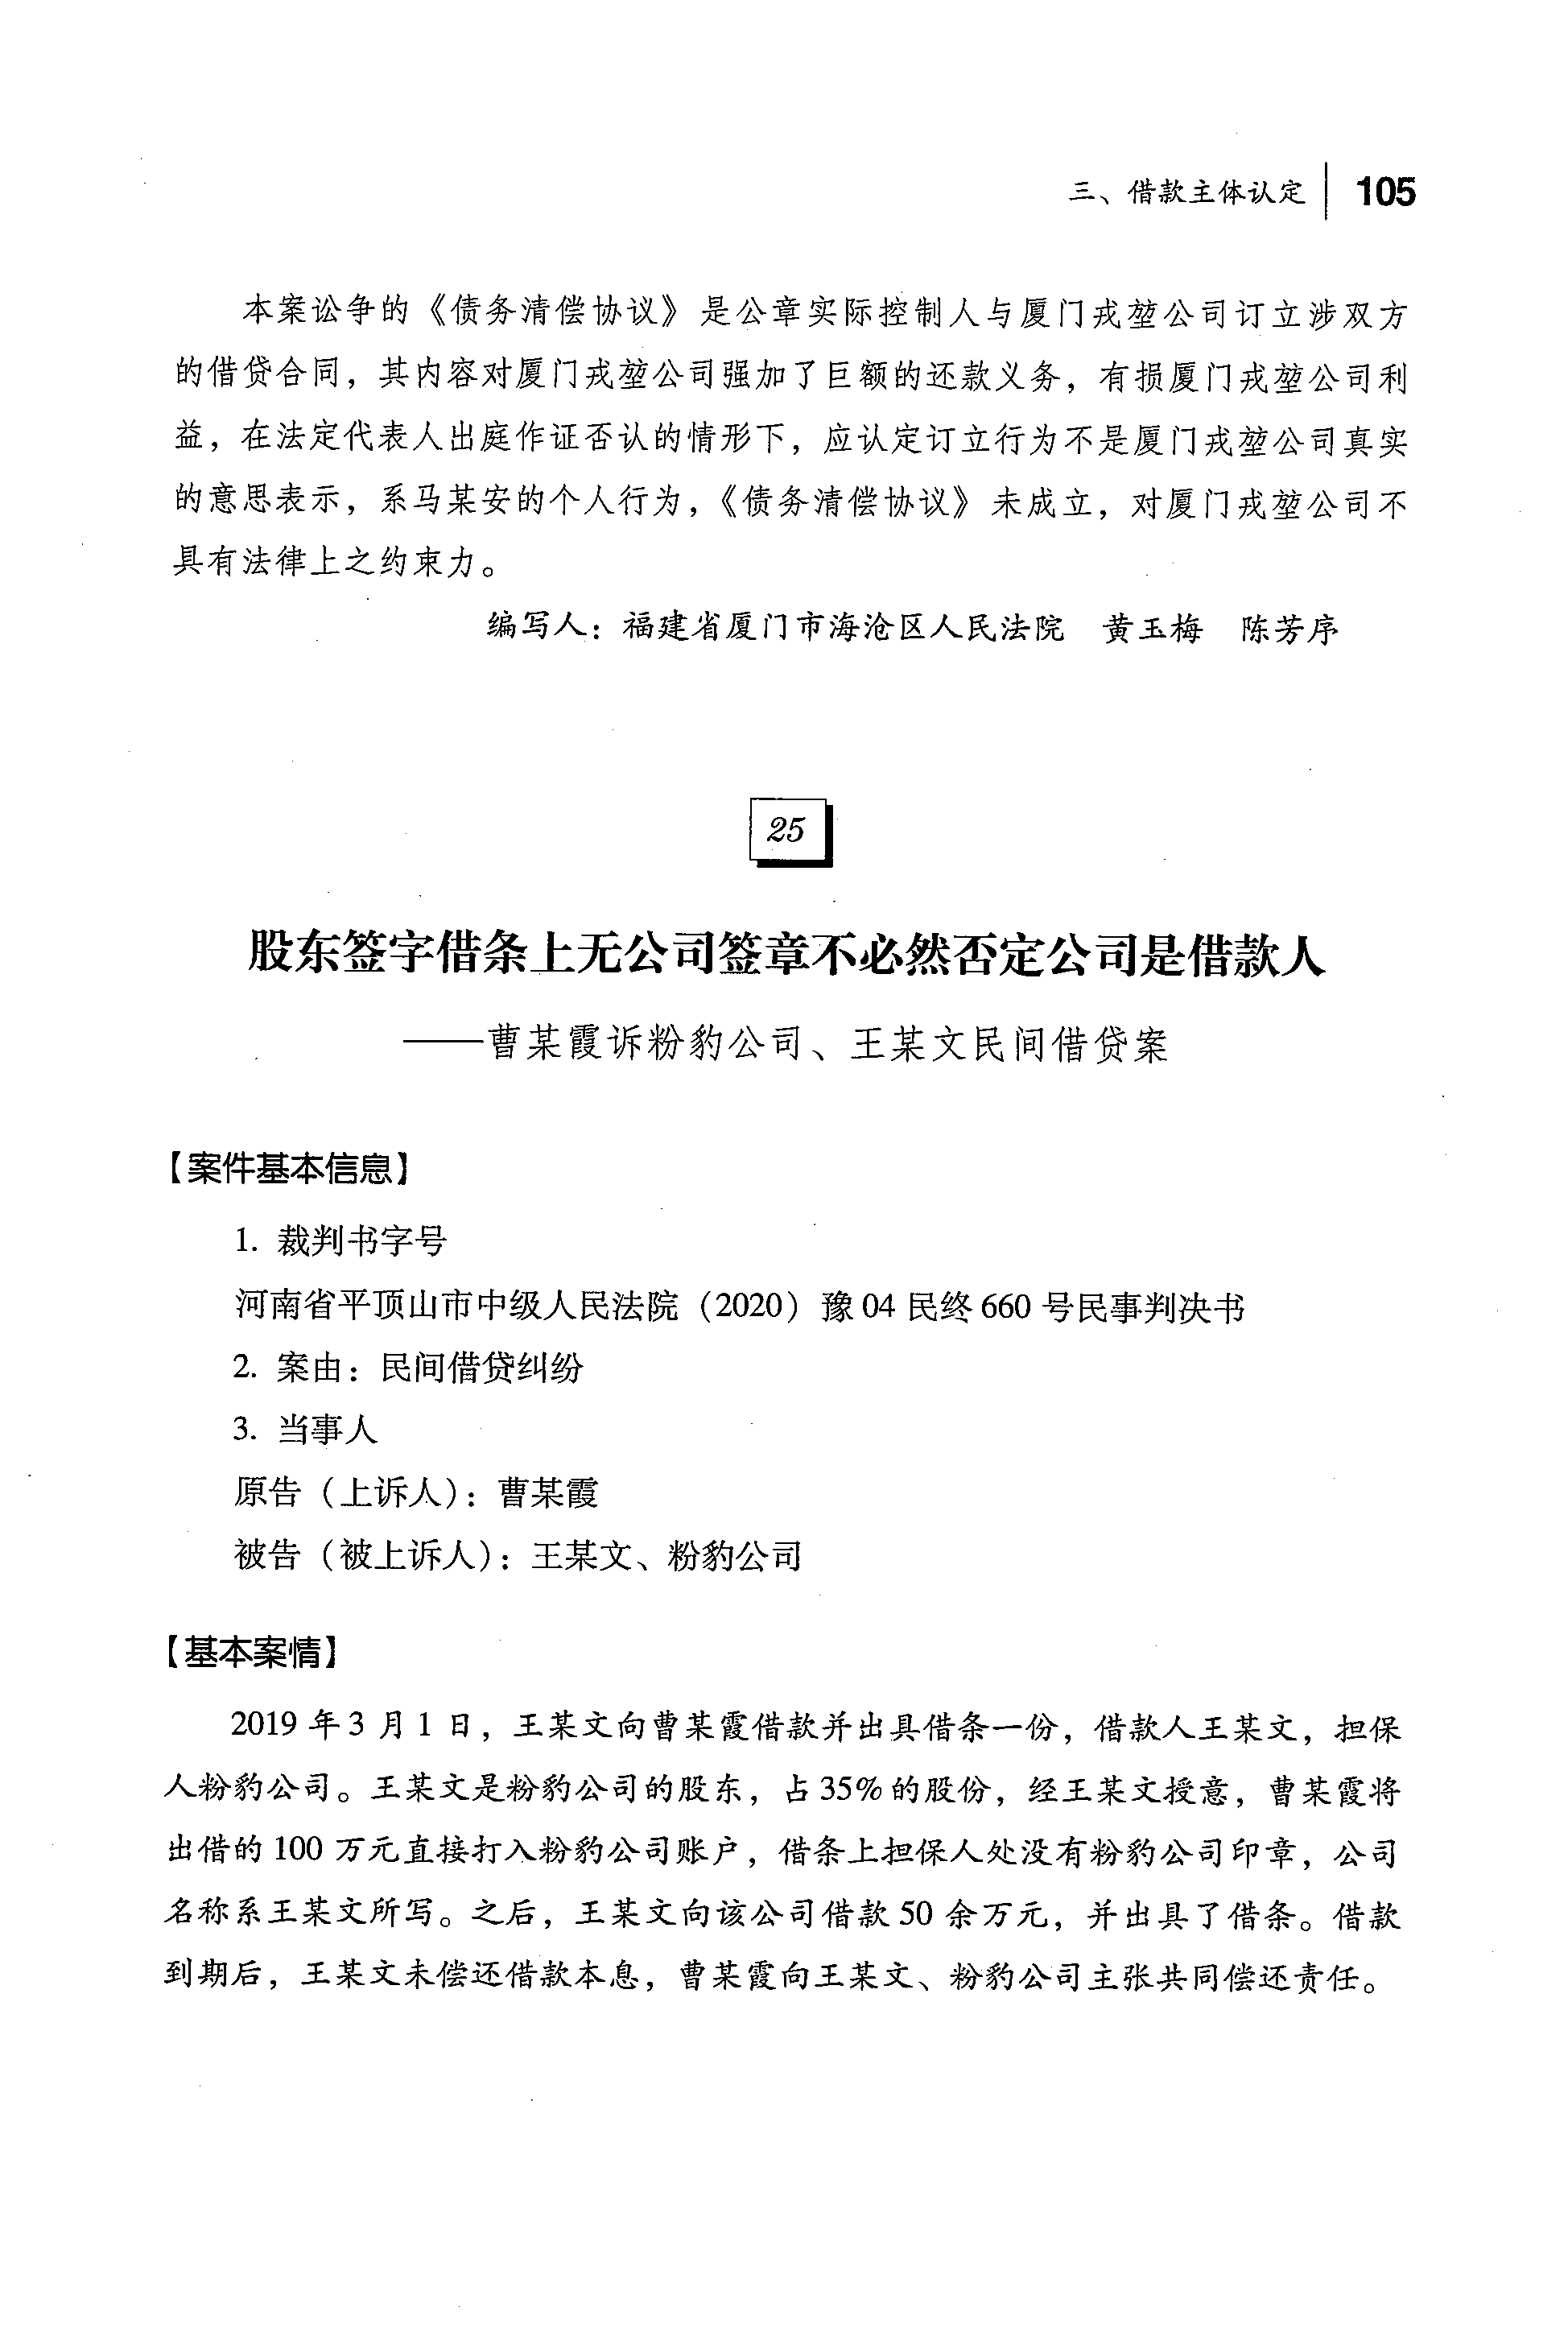 三、借款主体认定 105
本案讼争的《债务清偿协议》是公章实际控制人与厦门戎堃公司订立涉双方
的借贷合同，其内容对厦门戎堃公司强加了巨额的还款义务，有损厦门戎堃公司利
益，在法定代表人出庭作证否认的情形下，应认定订立行为不是厦门戎堃公司真实
的意思表示，系马某安的个人行为，《债务清偿协议》未成立，对厦门戎堃公司不
具有法律上之约束力。
编写人：福建省厦门市海沧区人民法院 黄玉梅 陈芳序
25
股东签字借条上无公司签章不必然否定公司是借款人
——曹某霞诉粉豹公司、王某文民间借贷案
【案件基本信息】
1. 裁判书字号
河南省平顶山市中级人民法院（2020）豫 04 民终 660 号民事判决书
2. 案由：民间借贷纠纷
3. 当事人
原告（上诉人）：曹某霞
被告（被上诉人）：王某文、粉豹公司
【基本案情】
2019 年 3 月 1 日，王某文向曹某霞借款并出具借条一份，借款人王某文，担保
人粉豹公司。王某文是粉豹公司的股东，占 35% 的股份，经王某文授意，曹某霞将
出借的 100 万元直接打入粉豹公司账户，借条上担保人处没有粉豹公司印章，公司
名称系王某文所写。之后，王某文向该公司借款 50 余万元，并出具了借条。借款
到期后，王某文未偿还借款本息，曹某霞向王某文、粉豹公司主张共同偿还责任。